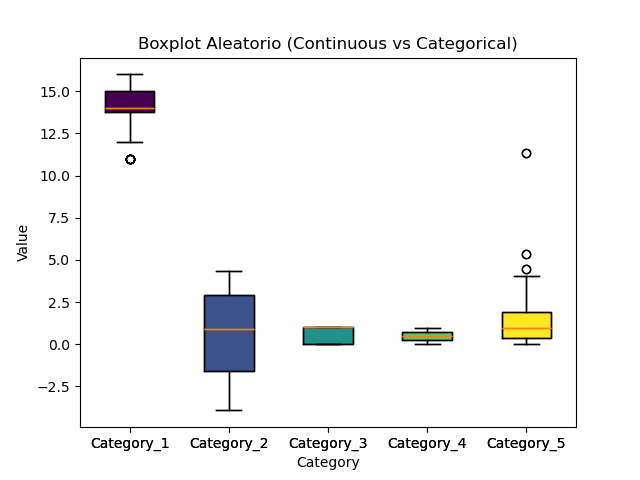 Boxplot Aleatorio (Continuous vs Categorical)
15.0
12.5
10.0
7.5
5.0
2.5
0.0
−2.5
Value
Category_1 Category_2 Category_3 Category_4 Category_5
Category